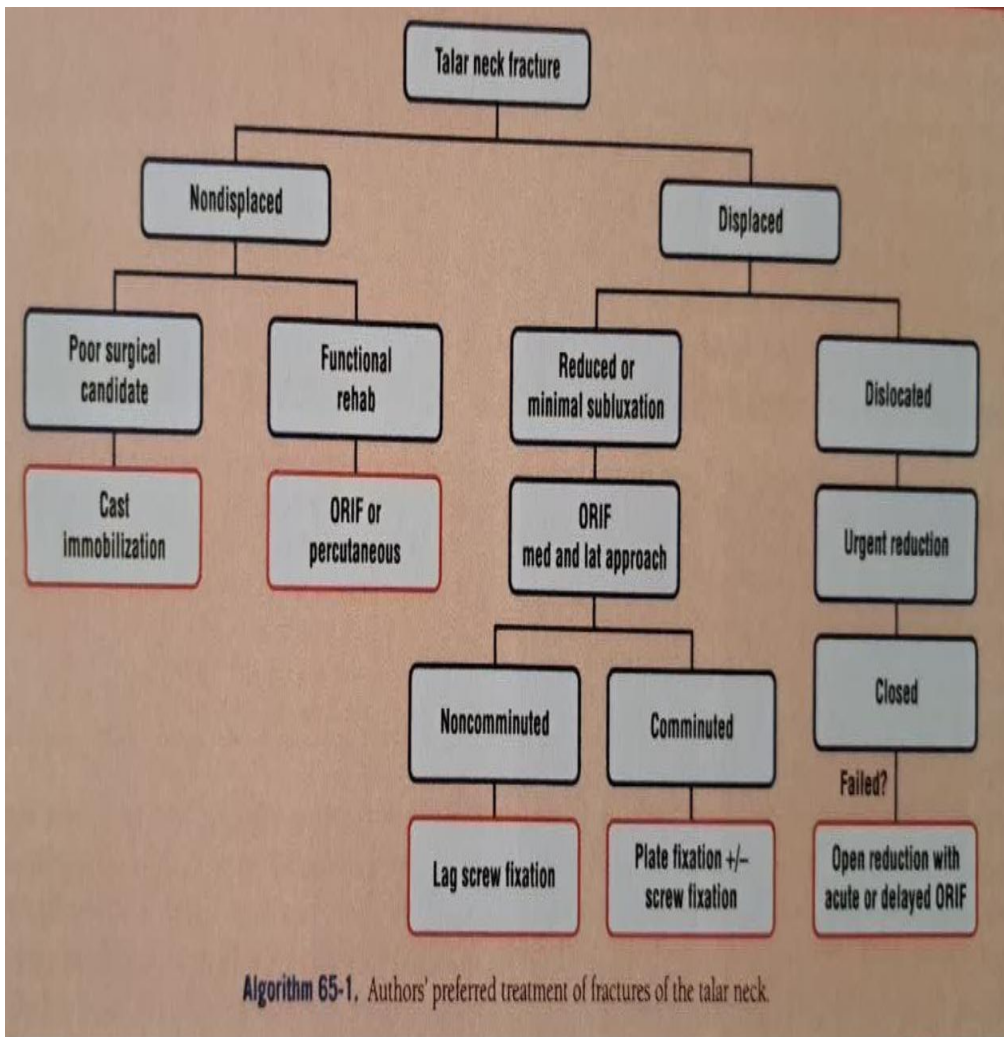 Talar neck fracture
Nondisplaced
Displaced
Poor surgical
candidate
Functional
rehab
Reduced or
minimal subluxation
Dislocated
Cast
immobilization
ORIF or
percutaneous
ORIF
med and lat approach
Urgent reduction
Noncomminuted
Comminuted
Closed
Failed?
Lag screw fixation
Plate fixation +/–
screw fixation
Open reduction with
acute or delayed ORIF
Algorithm 65-1. Authors' preferred treatment of fractures of the talar neck.